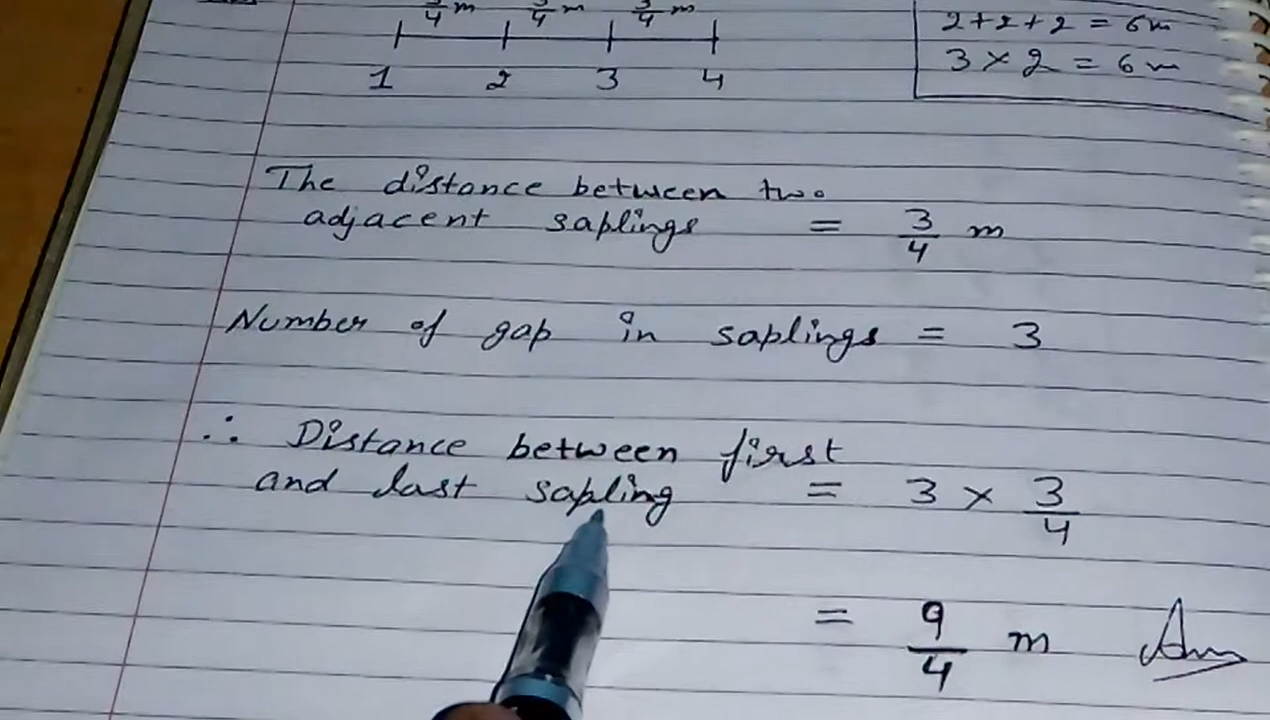 3/4 m 3/4 m 3/4 m
1 2 3 4
2+2+2 = 6m
3 × 2 = 6 m
The distance between two
adjacent saplings = 3/4 m
Number of gap in saplings = 3
∴ Distance between first
and last sapling = 3 × 3/4
= 9/4 m Ans